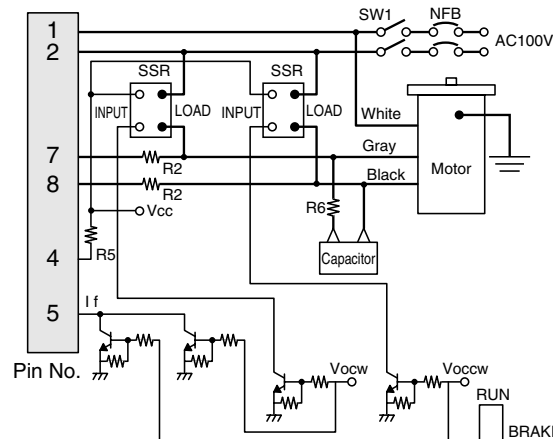 1
2
7
8
4
5
Pin No.
SW1
NFB
AC100V
SSR
SSR
INPUT
LOAD
INPUT
LOAD
White
Gray
Black
Motor
R2
R2
R6
Vcc
R5
Capacitor
I f
Vocw
Voccw
RUN